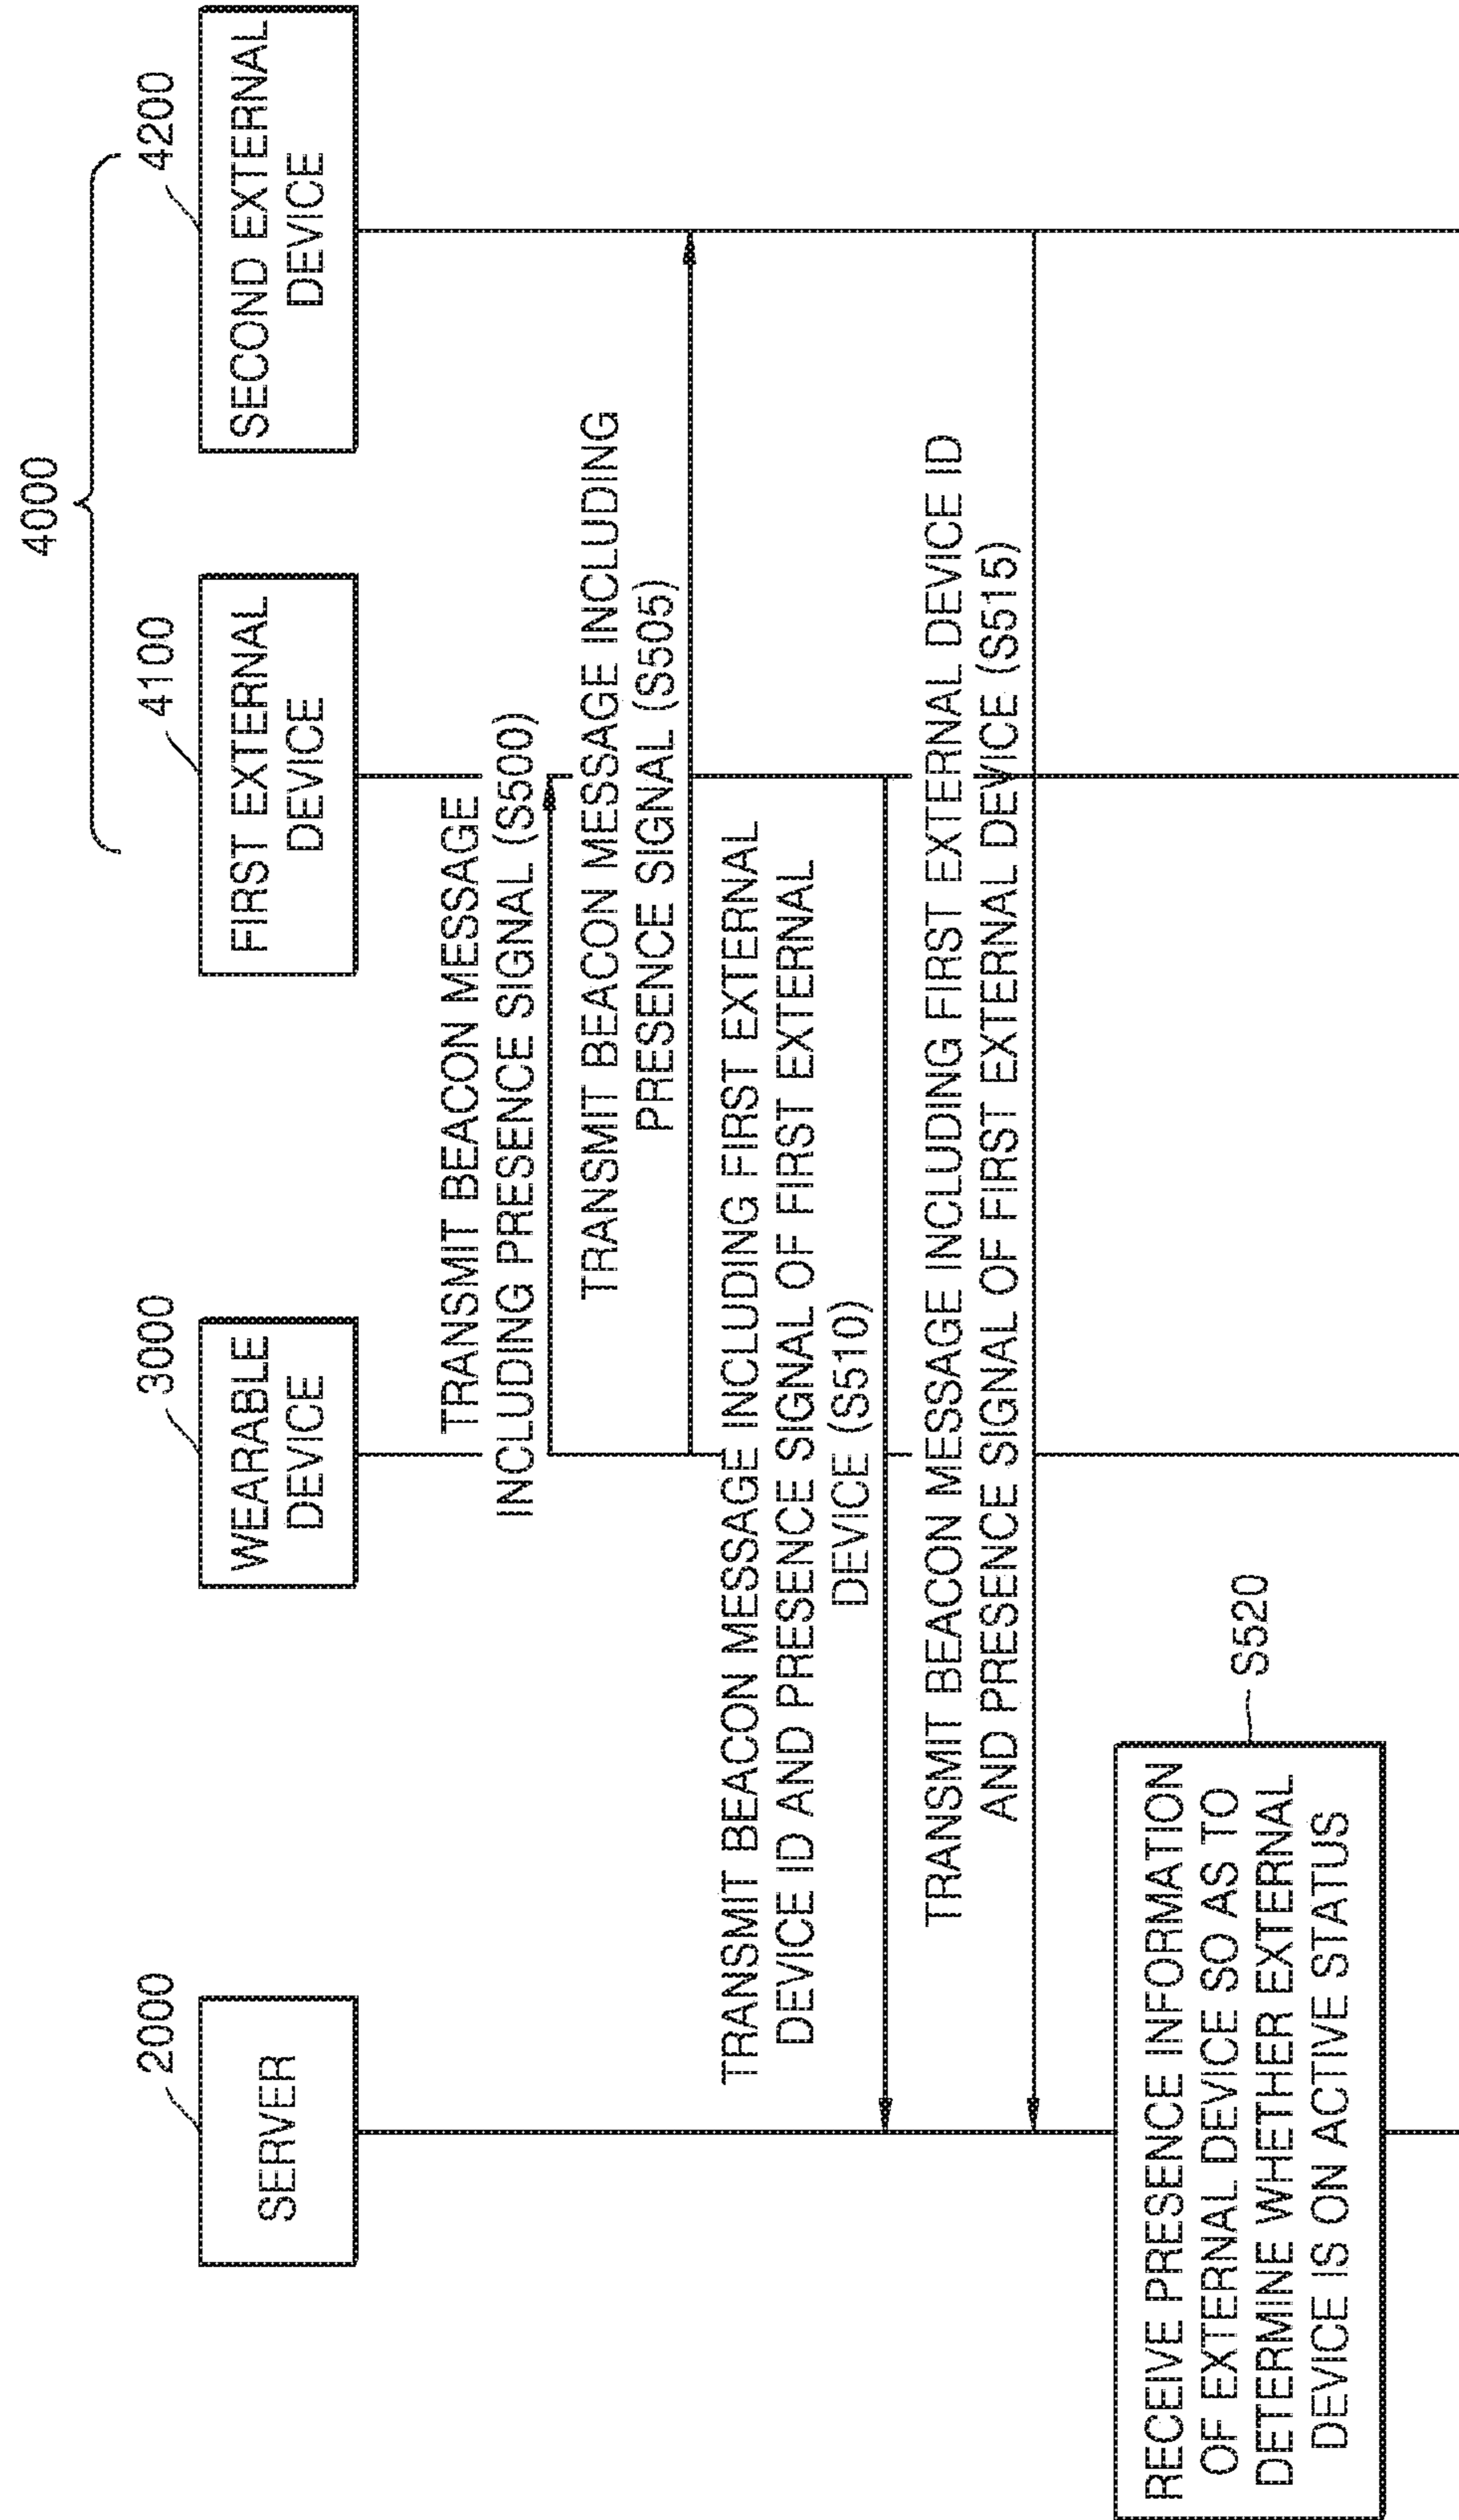 4000
2000
3000
4100
4200
SERVER
WEARABLE
DEVICE
FIRST EXTERNAL
DEVICE
SECOND EXTERNAL
DEVICE
TRANSMIT BEACON MESSAGE
INCLUDING PRESENCE SIGNAL (S500)
TRANSMIT BEACON MESSAGE INCLUDING
PRESENCE SIGNAL (S505)
TRANSMIT BEACON MESSAGE INCLUDING FIRST EXTERNAL
DEVICE ID AND PRESENCE SIGNAL OF FIRST EXTERNAL
DEVICE (S510)
TRANSMIT BEACON MESSAGE INCLUDING FIRST EXTERNAL DEVICE ID
AND PRESENCE SIGNAL OF FIRST EXTERNAL DEVICE (S515)
RECEIVE PRESENCE INFORMATION
OF EXTERNAL DEVICE SO AS TO
DETERMINE WHETHER EXTERNAL
DEVICE IS ON ACTIVE STATUS
S520